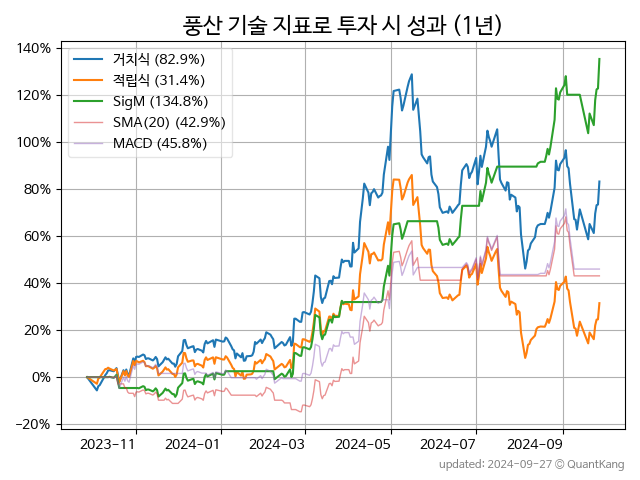 풍산 기술 지표로 투자 시 성과 (1년)
140%
120%
100%
80%
60%
40%
20%
0%
−20%
거치식 (82.9%)
적립식 (31.4%)
SigM (134.8%)
SMA(20) (42.9%)
MACD (45.8%)
2023-11 2024-01 2024-03 2024-05 2024-07 2024-09
updated: 2024-09-27 © QuantKang